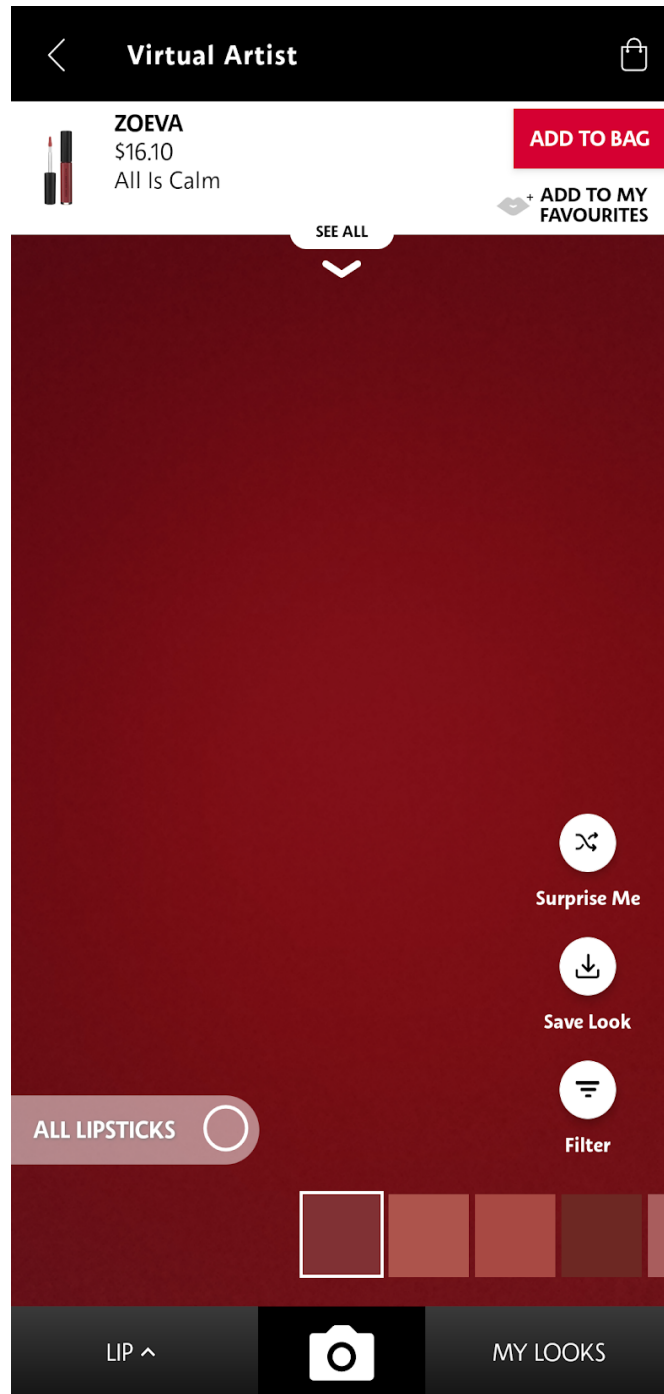 Virtual Artist
ZOEVA
$16.10
All Is Calm
ADD TO BAG
ADD TO MY
FAVOURITES
SEE ALL
Surprise Me
Save Look
ALL LIPSTICKS
Filter
LIP
MY LOOKS